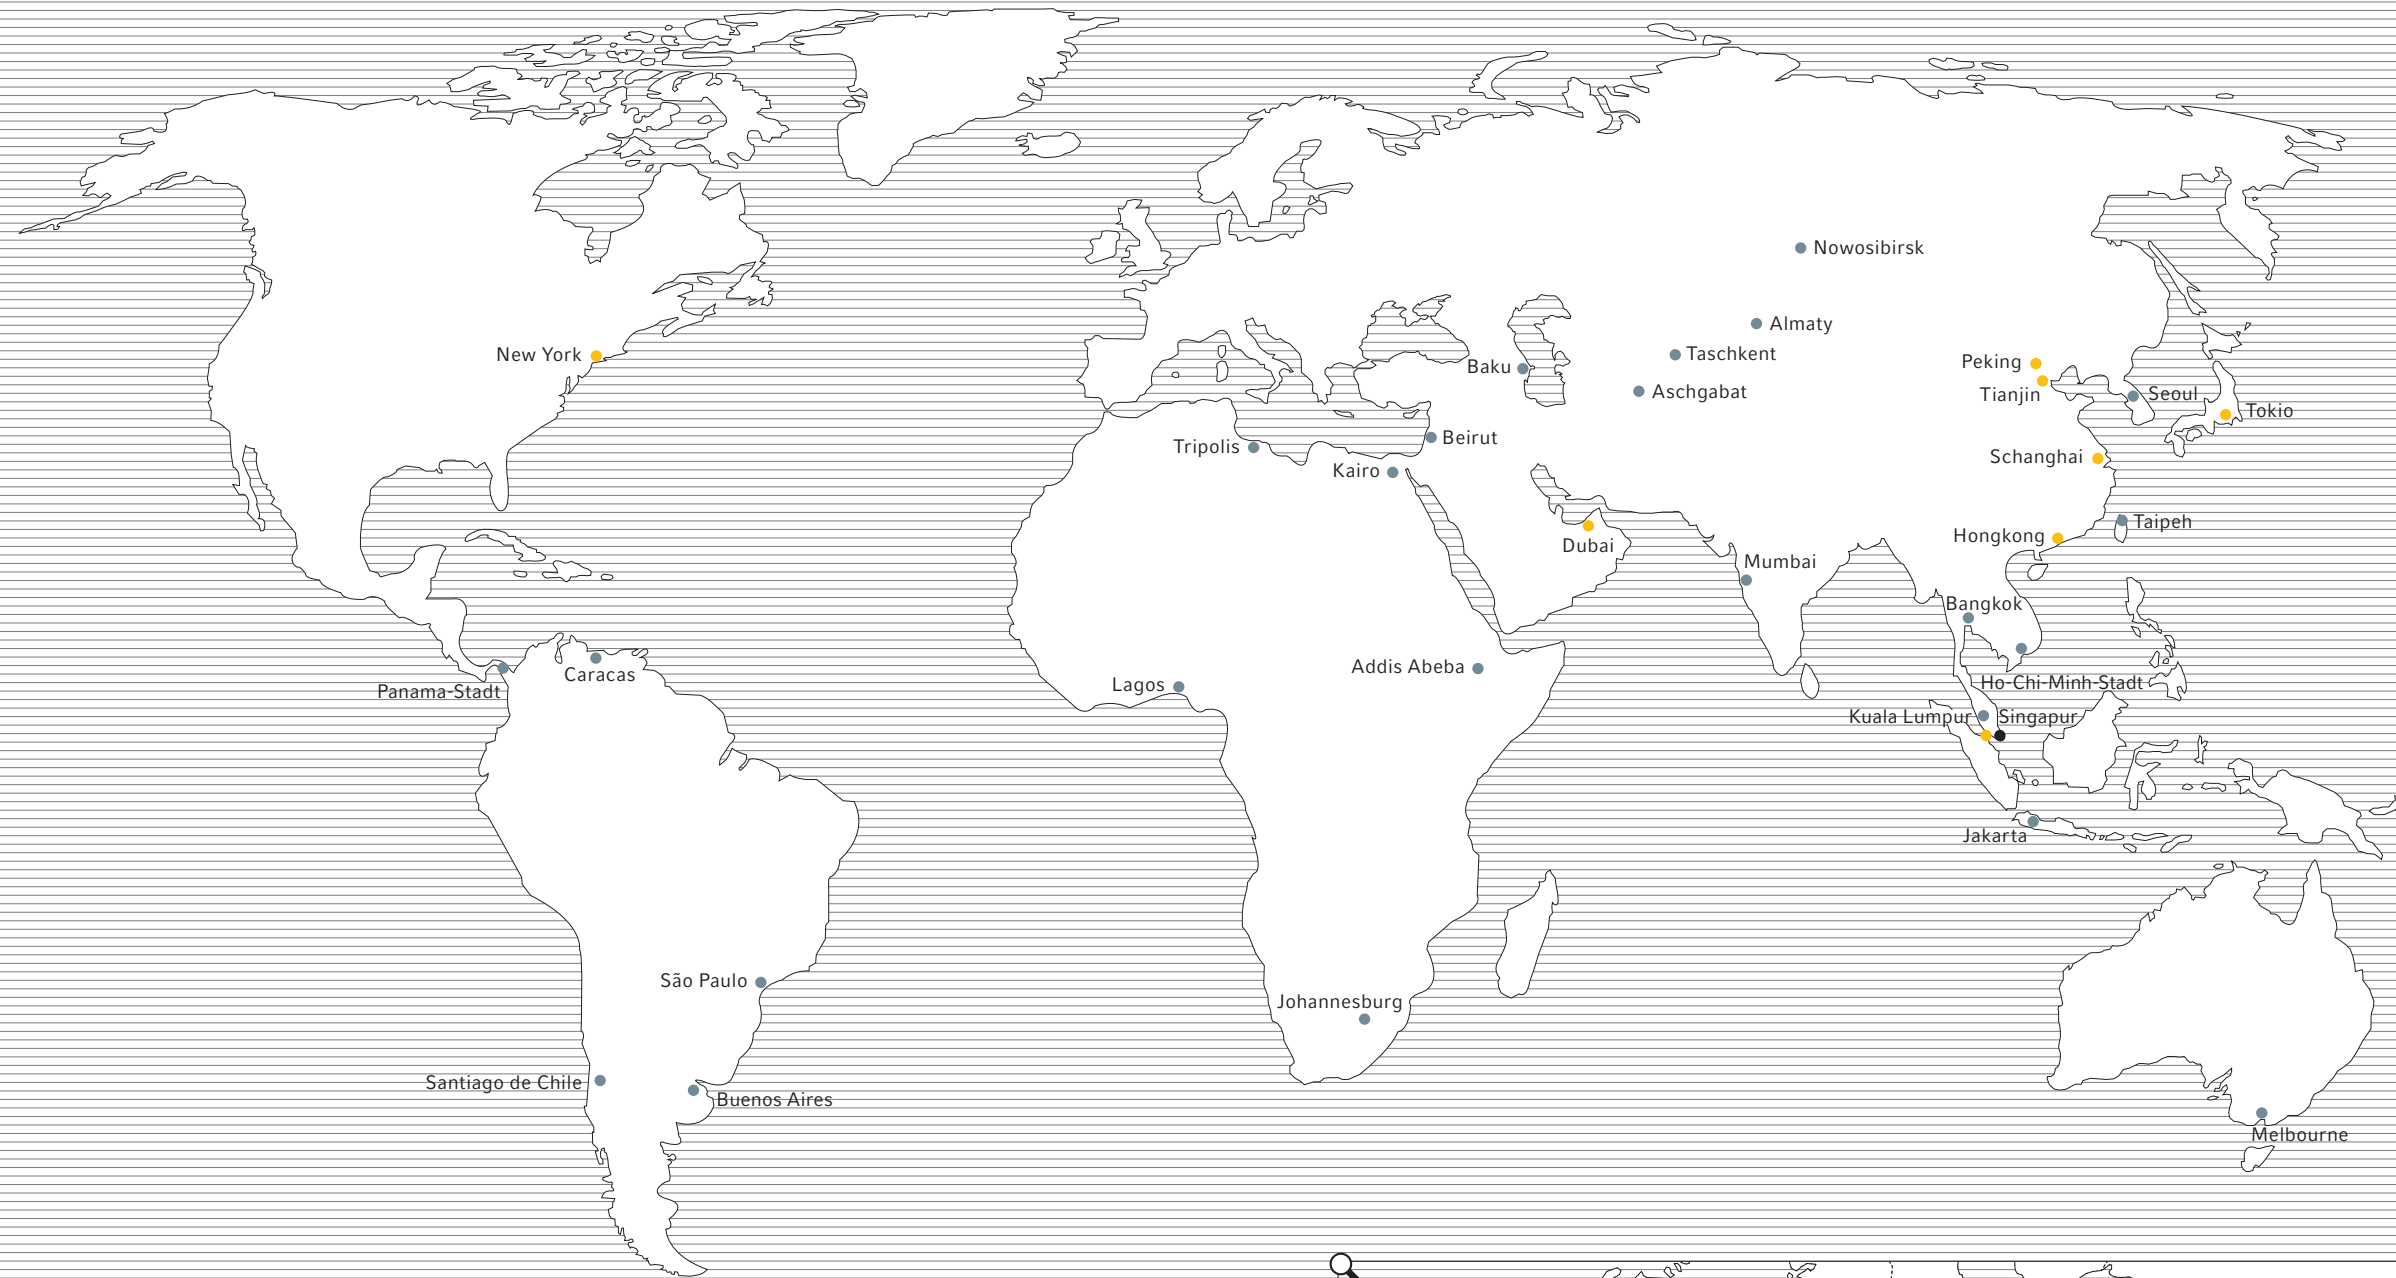 Nowosibirsk
Almaty
New York
Taschkent
Peking
Baku
Aschgabat
Tianjin
Seoul
Tokio
Beirut
Tripolis
Schanghai
Kairo
Taipeh
Hongkong
Dubai
Mumbai
Bangkok
Addis Abeba
Caracas
Ho-Chi-Minh-Stadt
Lagos
Panama-Stadt
Kuala Lumpur
Singapur
Jakarta
São Paulo
Johannesburg
Santiago de Chile
Buenos Aires
Melbourne